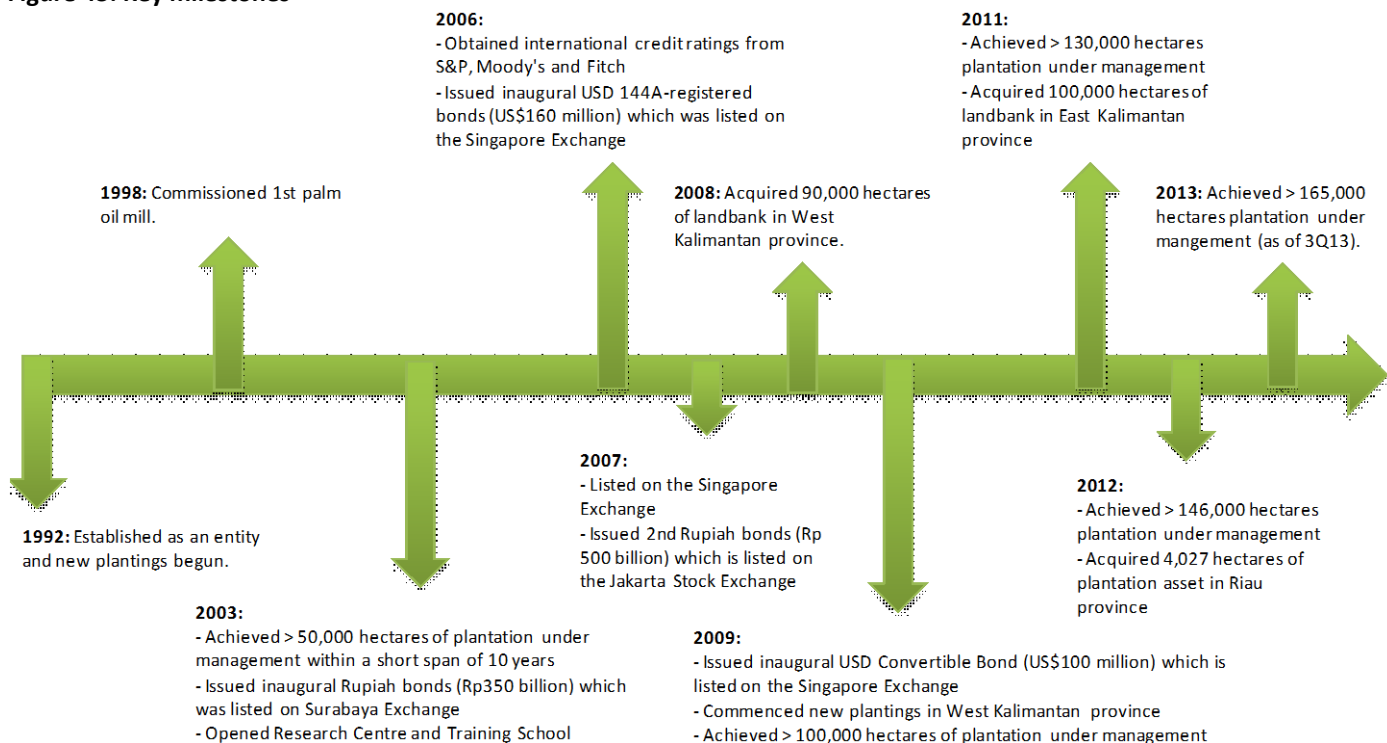 Figure Key Milestones
2006:
- Obtained international credit ratings from
S&P, Moody's and Fitch
- Issued inaugural USD 144A-registered
bonds (US$160 million) which was listed on
the Singapore Exchange
2011:
- Achieved > 130,000 hectares
plantation under management
- Acquired 100,000 hectares of
landbank in East Kalimantan
province
1998: Commissioned 1st palm
oil mill.
2008: Acquired 90,000 hectares
of landbank in West
Kalimantan province.
2013: Achieved > 165,000
hectares plantation under
mangement (as of 3Q13).
1992: Established as an entity
and new plantings begun.
2007:
- Listed on the Singapore
Exchange
- Issued 2nd Rupiah bonds (Rp
500 billion) which is listed on
the Jakarta Stock Exchange
2012:
- Achieved > 146,000 hectares
plantation under management
- Acquired 4,027 hectares of
plantation asset in Riau
province
2003:
- Achieved > 50,000 hectares of plantation under
management within a short span of 10 years
- Issued inaugural Rupiah bonds (Rp350 billion) which
was listed on Surabaya Exchange
- Opened Research Centre and Training School
2009:
- Issued inaugural USD Convertible Bond (US$100 million) which is
listed on the Singapore Exchange
- Commenced new plantings in West Kalimantan province
- Achieved > 100,000 hectares of plantation under management